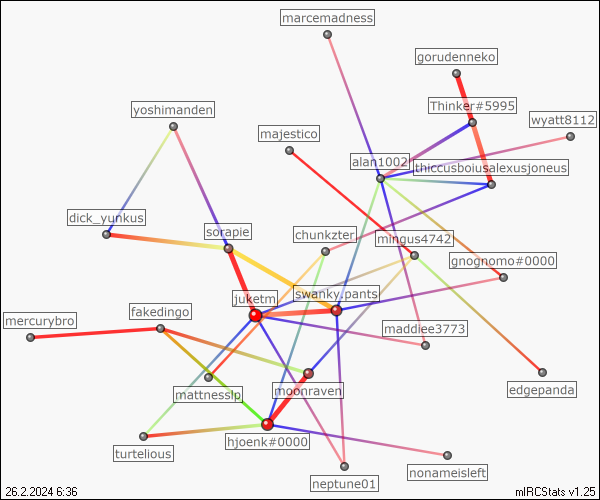 marcemadness
gorudenneko
Thinker#5995
yoshimanden
wyatt8112
majestico
alan1002
thiccusboiusalexusjoneus
dick_yunkus
sorapie
chunkzter
mingus4742
gnognomo#0000
juketm
swanky.pants
mercurybro
fakedingo
maddiee3773
mattnesslp
moonraven
edgepanda
hjoenk#0000
turtelious
nonameisleft
neptune01
26.2.2024 6:36
mIRCStats v1.25